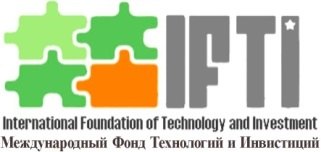 IFTI
International Foundation of Technology and Investment
Международный Фонд Технологий и Инвистиций